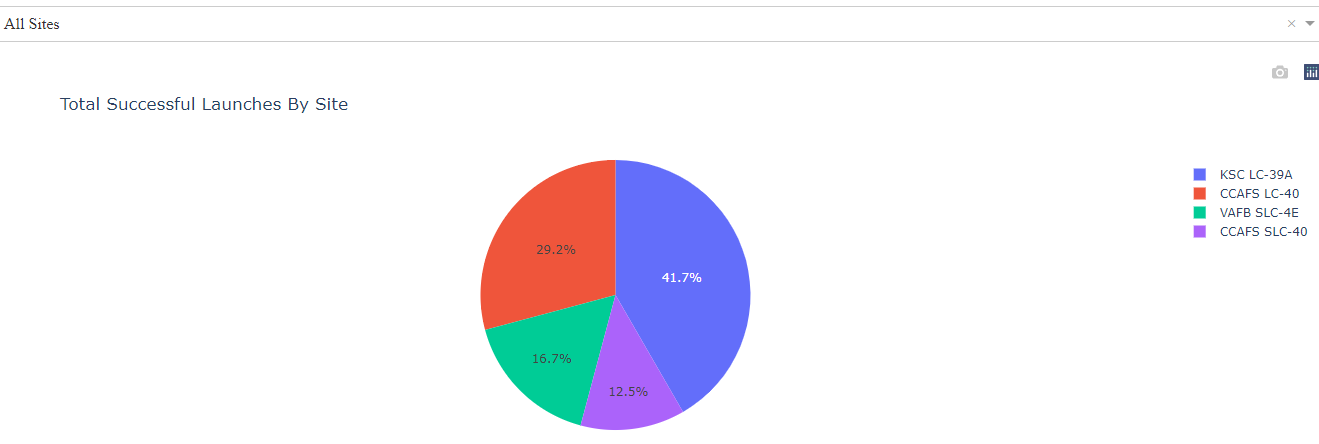 All Sites
Total Successful Launches By Site
KSC LC-39A
CCAFS LC-40
VAFB SLC-4E
CCAFS SLC-40
29.2%
41.7%
16.7%
12.5%